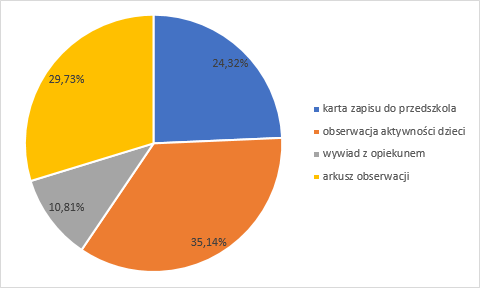 24,32%
29,73%
karta zapisu do przedszkola
obserwacja aktywności dzieci
wywiad z opiekunem
arkusz obserwacji
10,81%
35,14%